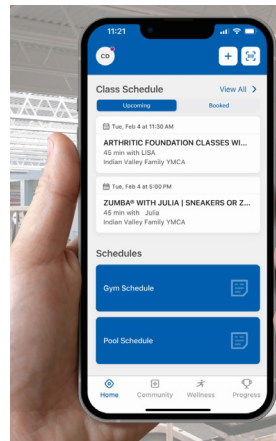 11:21
CD
Class Schedule View All >
Upcoming Booked
Tue, Feb 4 at 11:30 AM
ARTHRITIC FOUNDATION CLASSES WI...
45 min with LISA
Indian Valley Family YMCA
Tue, Feb 4 at 5:00 PM
ZUMBA® WITH JULIA | SNEAKERS OR Z...
45 min with Julia
Indian Valley Family YMCA
Schedules
Gym Schedule
Pool Schedule
Home Community Wellness Progress